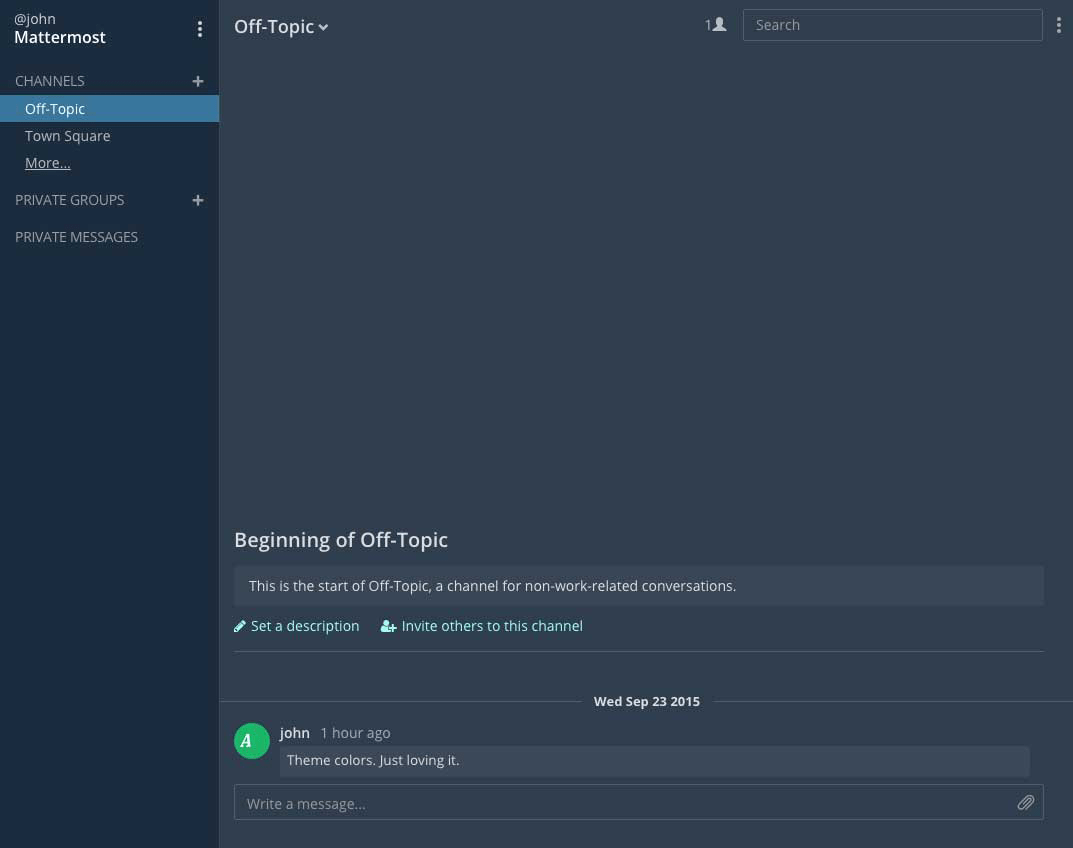 @john
Mattermost
CHANNELS
Off-Topic
Town Square
More...
PRIVATE GROUPS
PRIVATE MESSAGES
Off-Topic
1
Search
Beginning of Off-Topic
This is the start of Off-Topic, a channel for non-work-related conversations.
Set a description Invite others to this channel
Wed Sep 23 2015
A
john 1 hour ago
Theme colors. Just loving it.
Write a message...